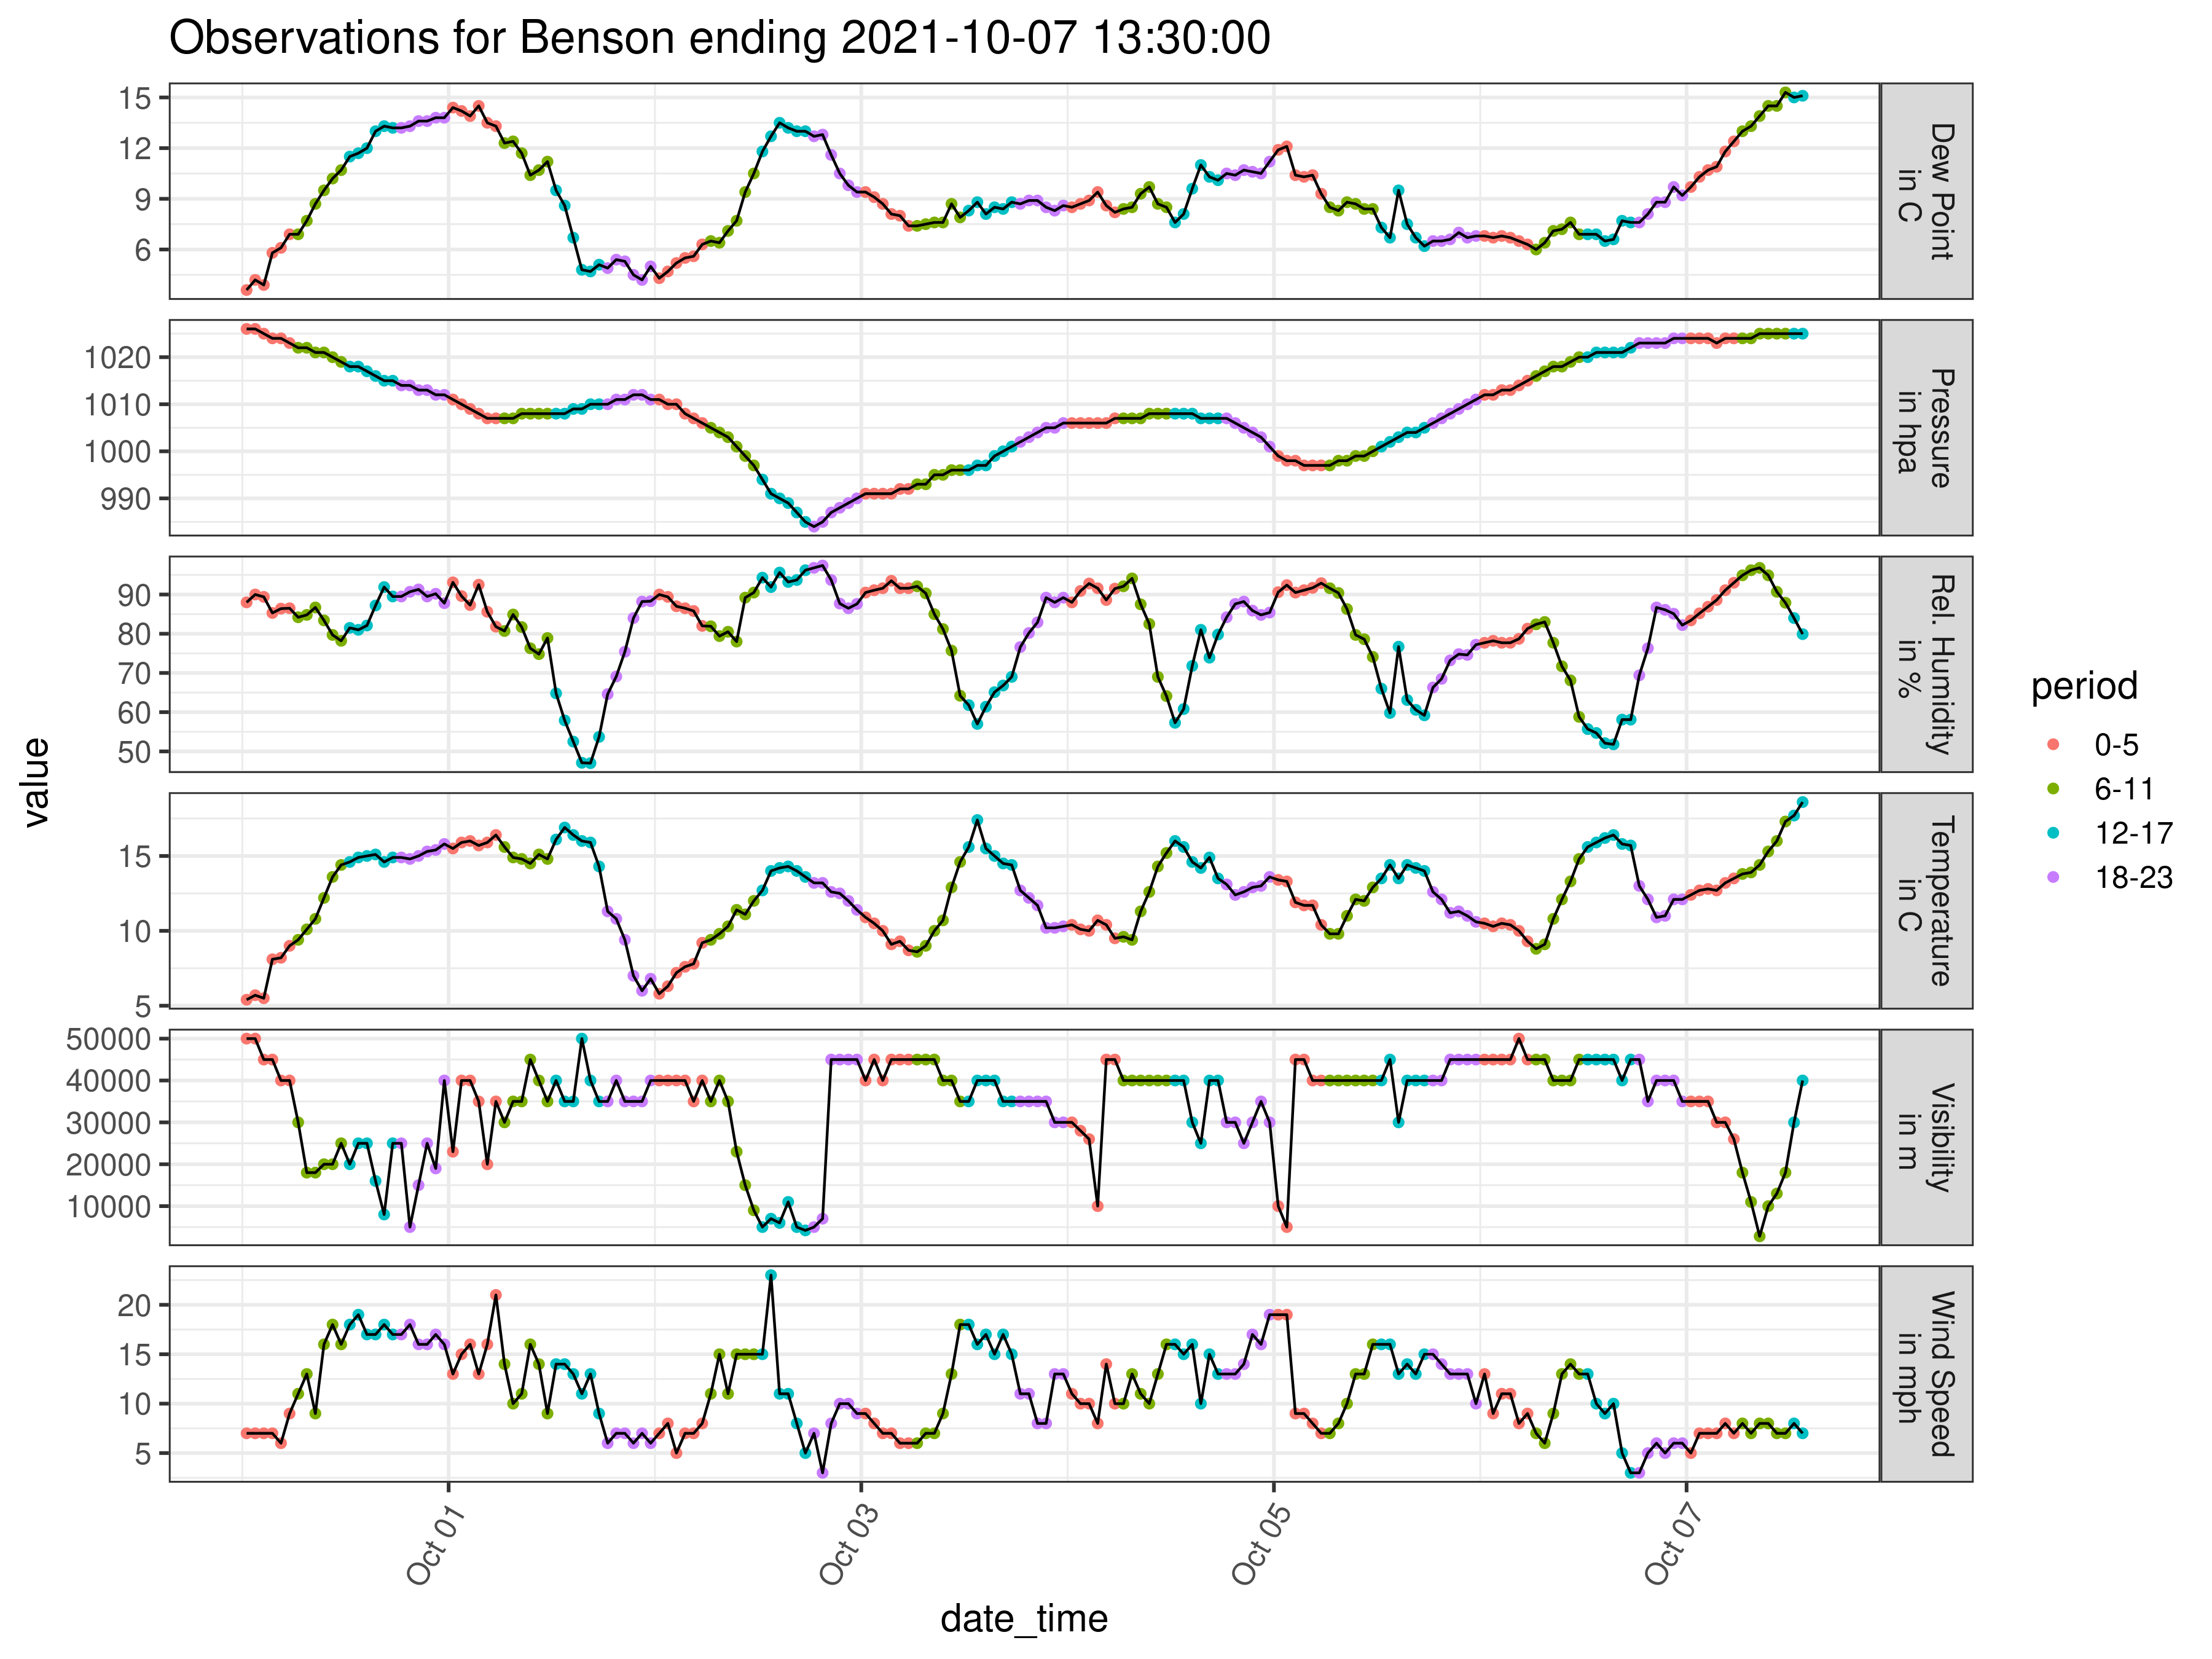 Observations for Benson ending 2021-10-07 13:30:00
value
15
12
9
6
Dew Point
in C
1020
1010
1000
990
Pressure
in hpa
90
80
70
60
50
Rel. Humidity
in %
15
10
5
Temperature
in C
50000
40000
30000
20000
10000
Visibility
in m
20
15
10
5
Wind Speed
in mph
Oct 01
Oct 03
Oct 05
Oct 07
date_time
period
0-5
6-11
12-17
18-23